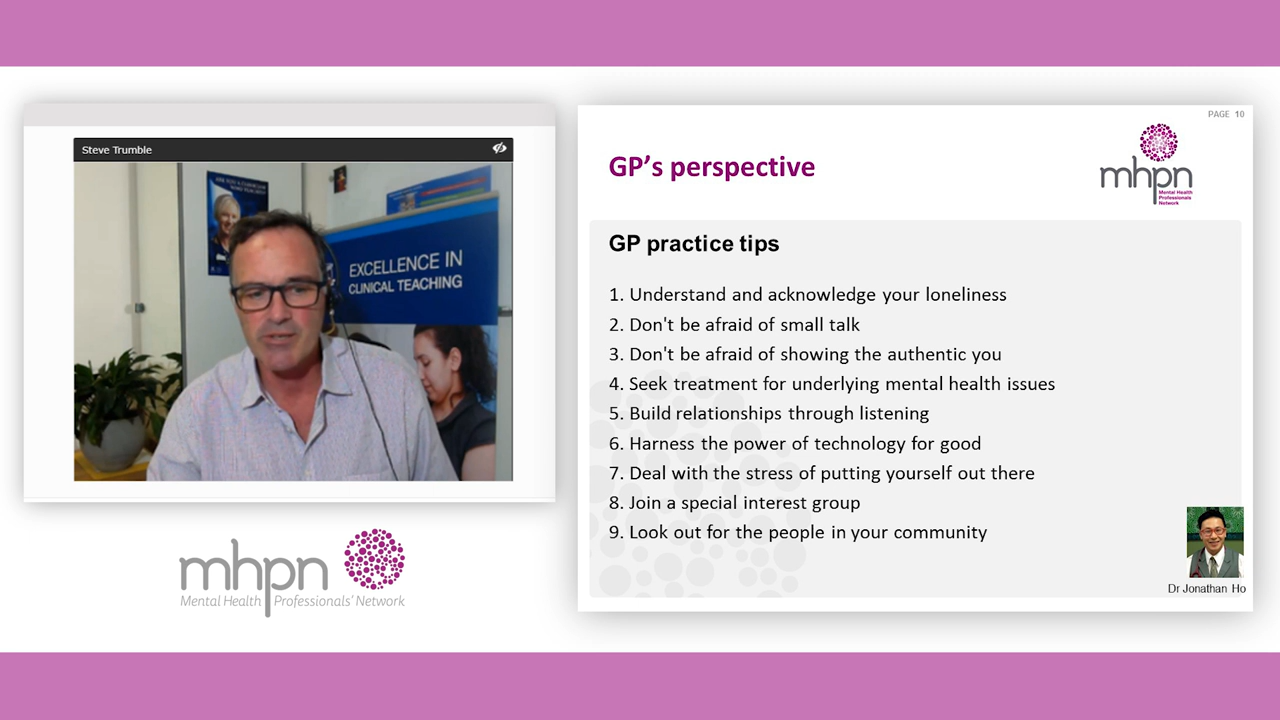 Steve Trumble
EXCELLENCE IN
CLINICAL TEACHING
mhpn
Mental Health Professionals' Network
PAGE 10
GP's perspective
mhpn
Mental Health
Professionals
Network
GP practice tips
1. Understand and acknowledge your loneliness
2. Don't be afraid of small talk
3. Don't be afraid of showing the authentic you
4. Seek treatment for underlying mental health issues
5. Build relationships through listening
6. Harness the power of technology for good
7. Deal with the stress of putting yourself out there
8. Join a special interest group
9. Look out for the people in your community
Dr Jonathan Ho